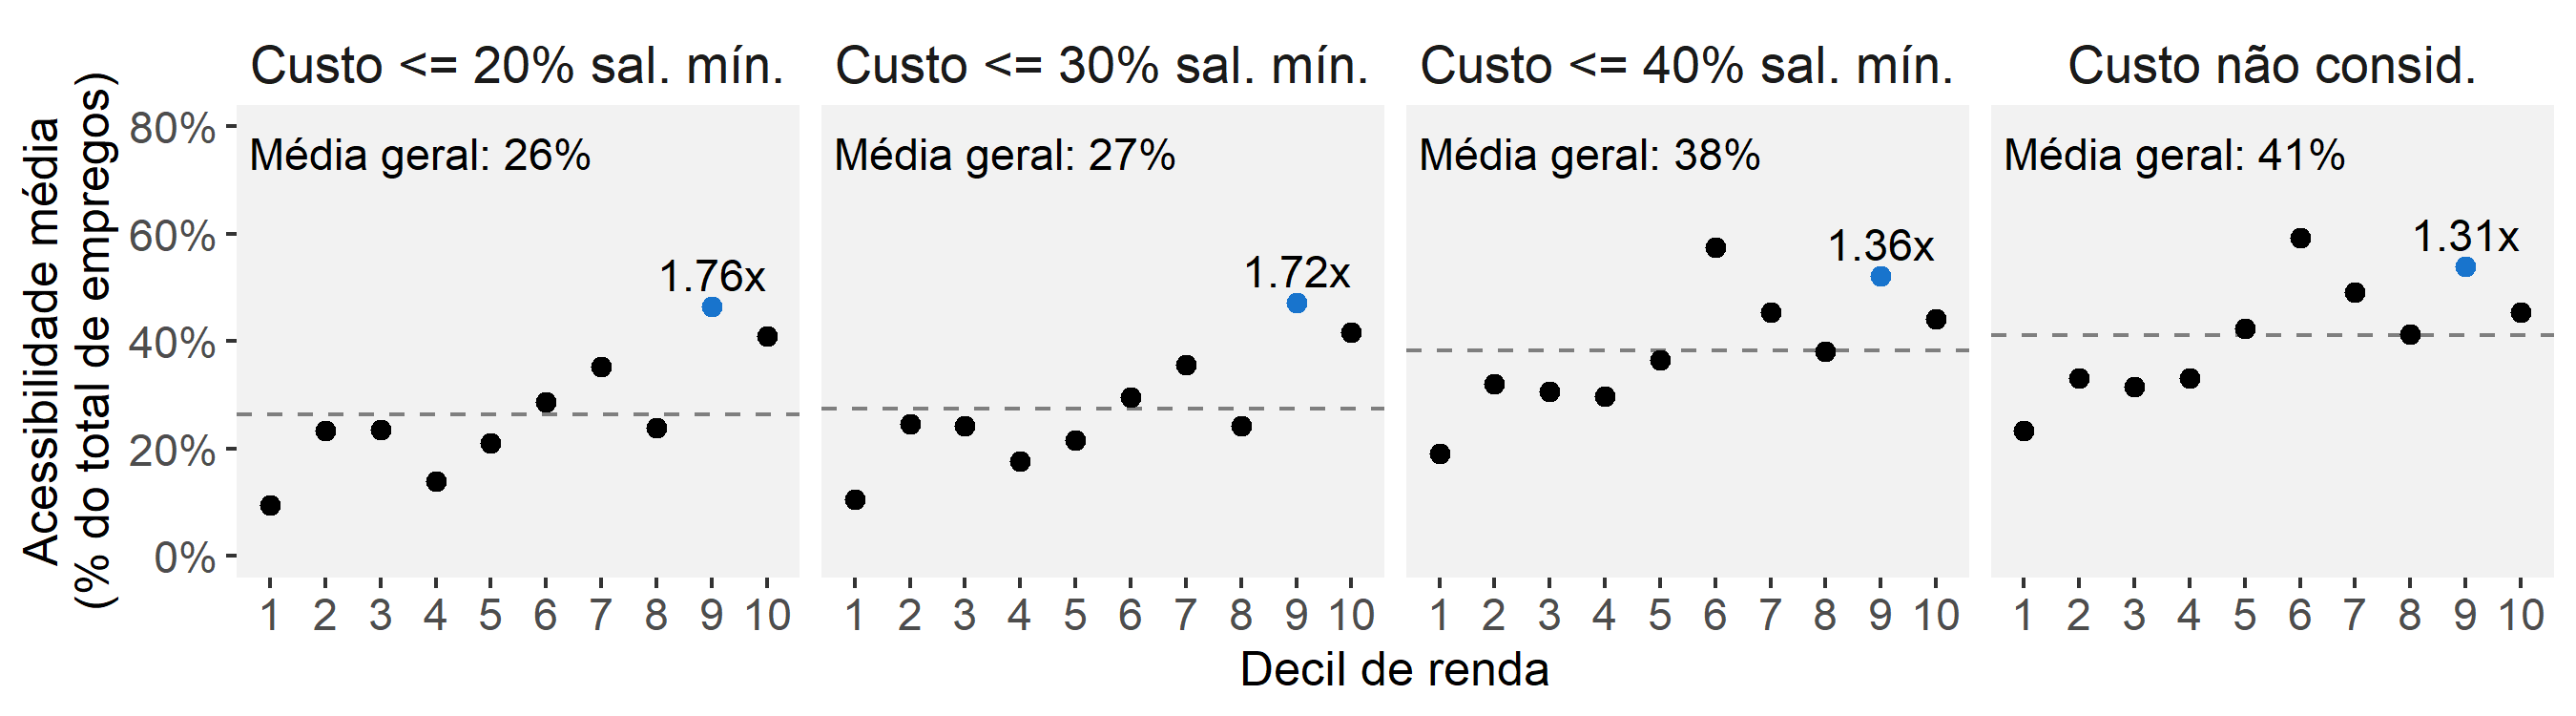 Custo <= 20% sal. mín.
Custo <= 30% sal. mín.
Custo <= 40% sal. mín.
Custo não consid.
Acessibilidade média
(% do total de empregos)
80%
60%
40%
20%
0%
Média geral: 26%
1.76x
1 2 3 4 5 6 7 8 9 10
Média geral: 27%
1.72x
1 2 3 4 5 6 7 8 9 10
Média geral: 38%
1.36x
1 2 3 4 5 6 7 8 9 10
Média geral: 41%
1.31x
1 2 3 4 5 6 7 8 9 10
Decil de renda